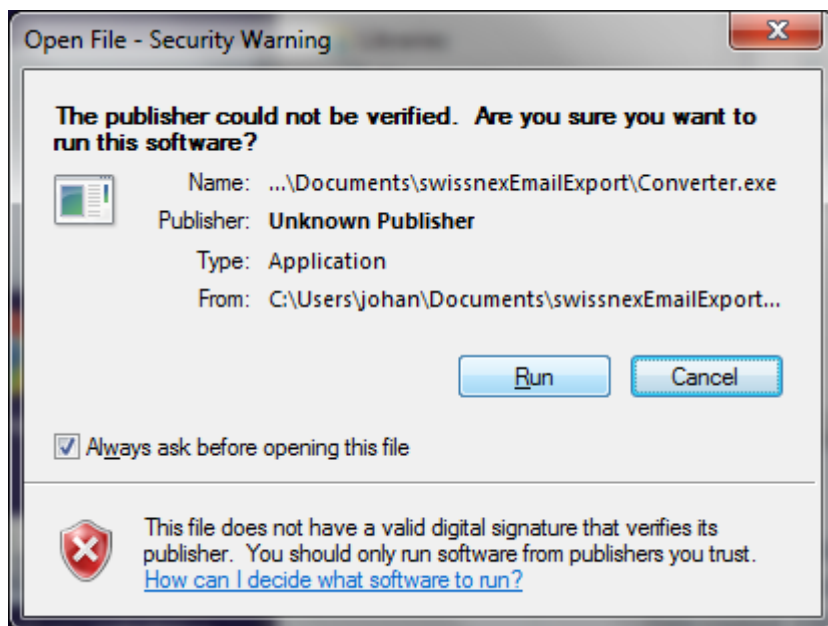 Open File - Security Warning
The publisher could not be verified.  Are you sure you want to
run this software?
Name: ...\Documents\swissnexEmailExport\Converter.exe
Publisher: Unknown Publisher
Type: Application
From: C:\Users\johan\Documents\swissnexEmailExport...
Run Cancel
Always ask before opening this file
This file does not have a valid digital signature that verifies its
publisher.  You should only run software from publishers you trust.
How can I decide what software to run?